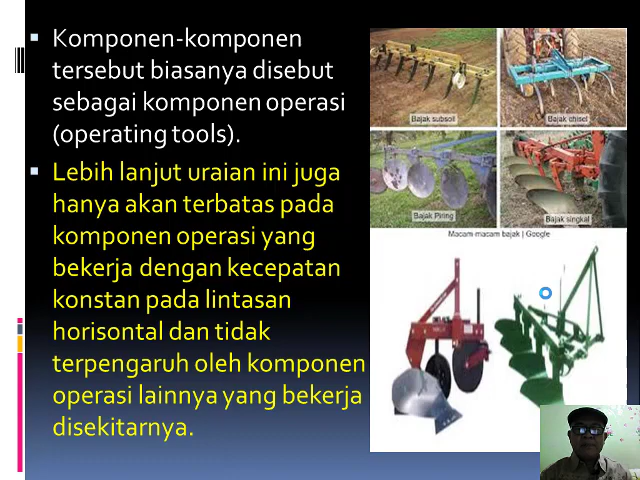 Komponen-komponen
tersebut biasanya disebut
sebagai komponen operasi
(operating tools).
Lebih lanjut uraian ini juga
hanya akan terbatas pada
komponen operasi yang
bekerja dengan kecepatan
konstan pada lintasan
horisontal dan tidak
terpengaruh oleh komponen
operasi lainnya yang bekerja
disekitarnya.
Bajak subsoil
Bajak chisel
Bajak Piring
Bajak singkal
Macam macam bajak | Google